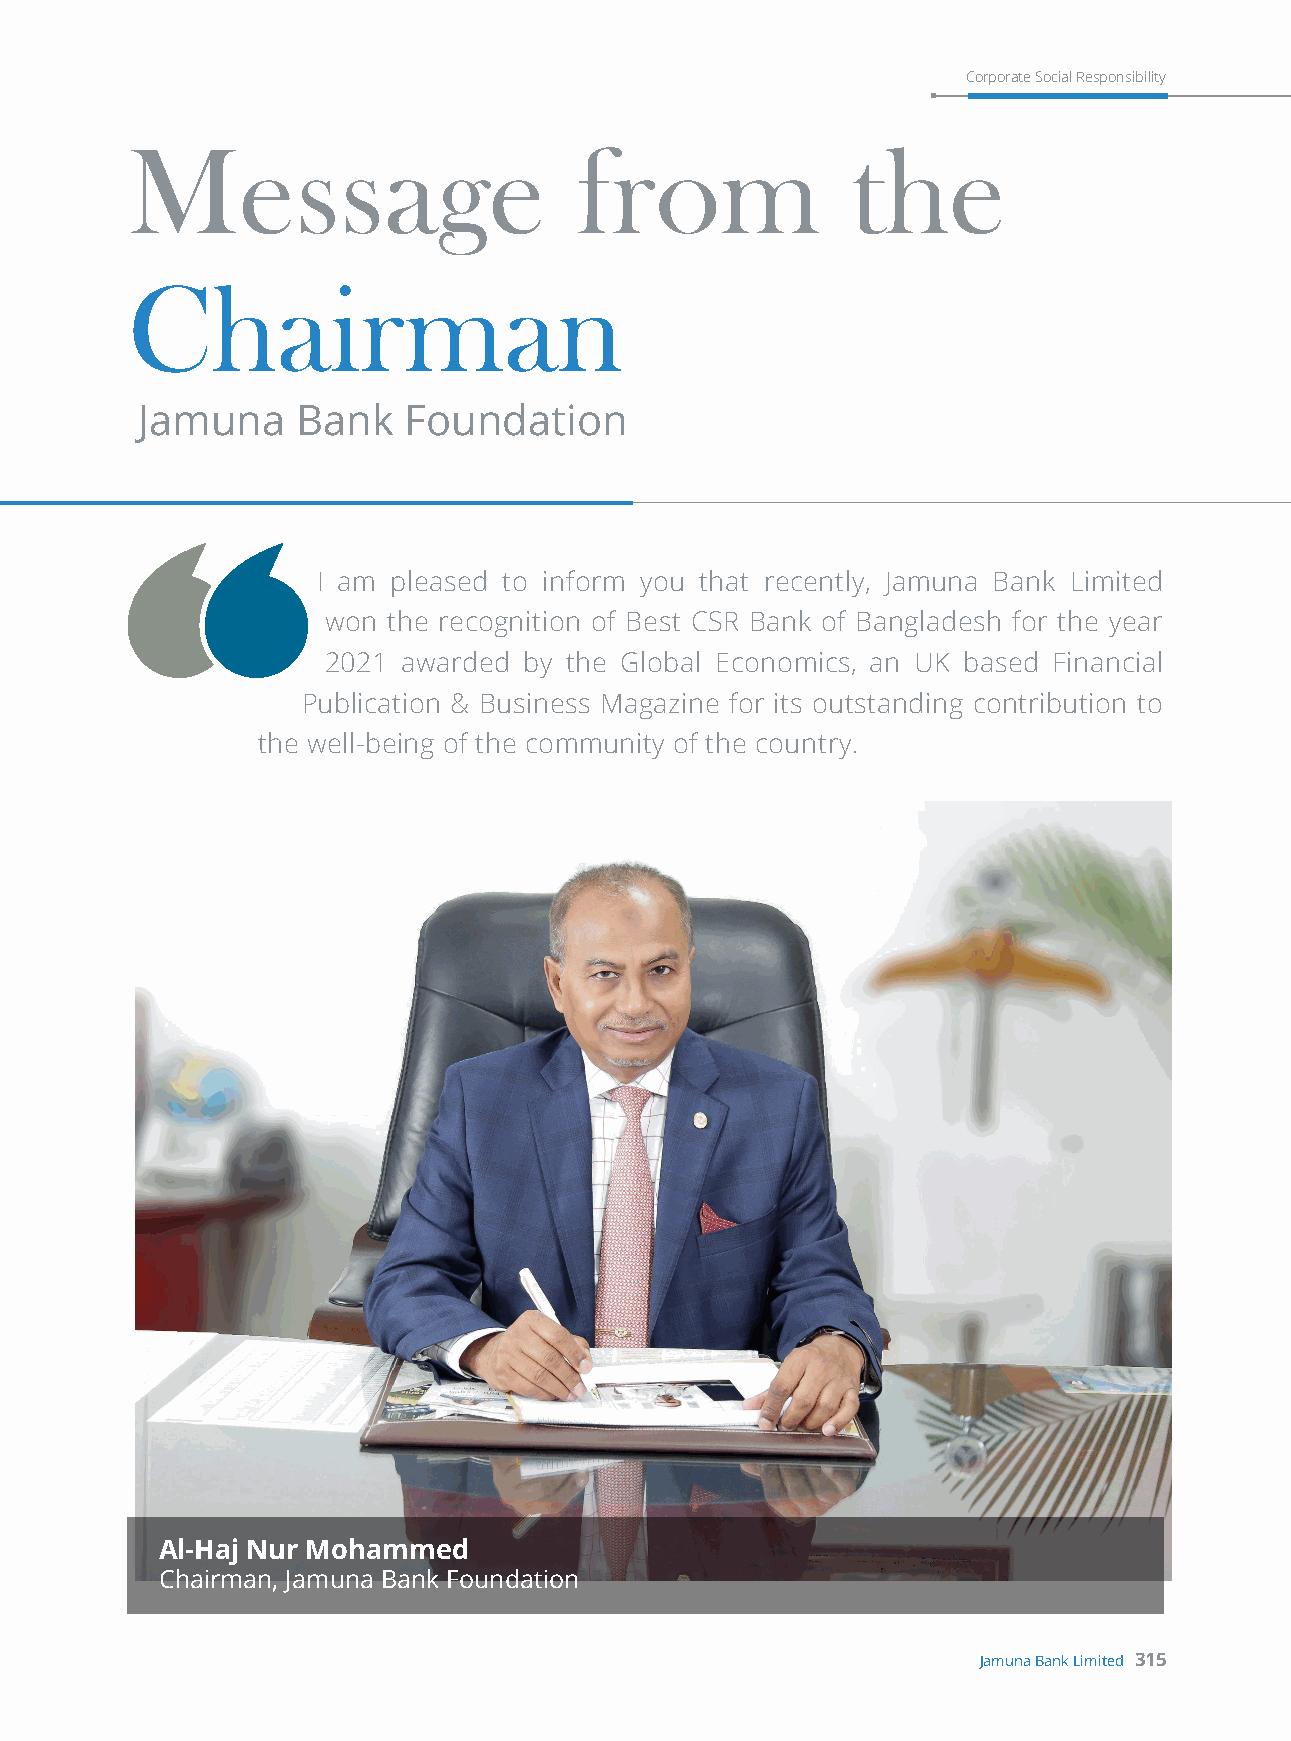 Corporate Social Responsibility
Message from the
Chairman
Jamuna Bank Foundation
I am pleased to inform you that recently, Jamuna Bank Limited
won the recognition of Best CSR Bank of Bangladesh for the year
2021 awarded by the Global Economics, an UK based Financial
Publication & Business Magazine for its outstanding contribution to
the well-being of the community of the country.
Al-Haj Nur Mohammed
Chairman, Jamuna Bank Foundation
Jamuna Bank Limited 315